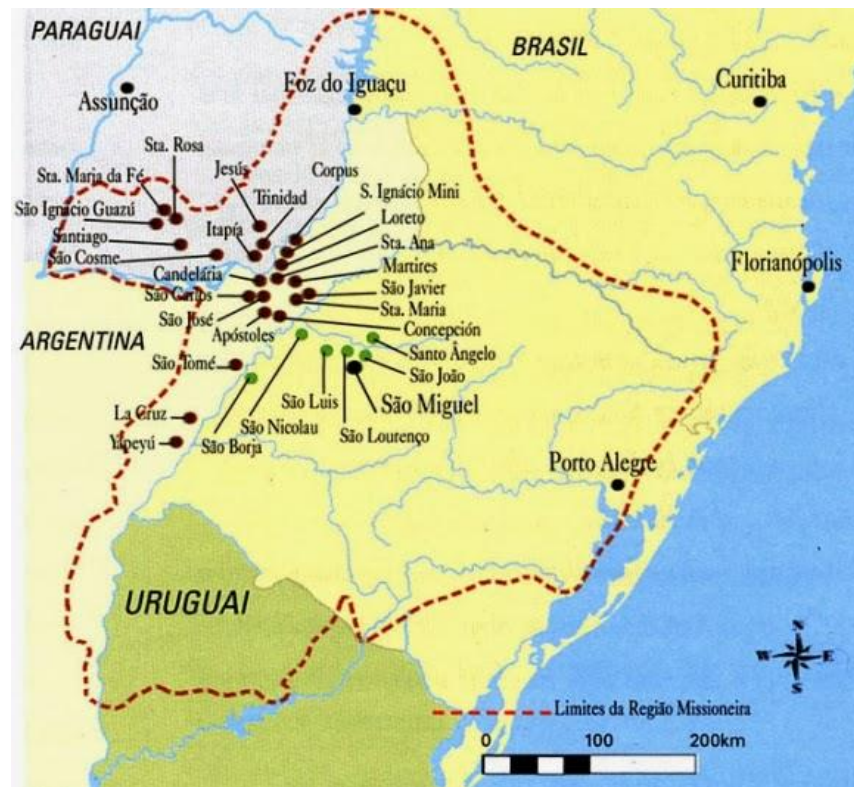 PARAGUAI
BRASIL
Foz do Iguaçu
Curitiba
Assunção
Sta. Rosa
Jesús
Corpus
Sta. Maria da Fé
Trinidad
S. Ignácio Mini
São Ignácio Guazú
Itapía
Loreto
Santiago
Sta. Ana
São Cosme
Candelária
Martires
São Carlos
São Javier
São José
Sta. Maria
Apóstoles
Concepción
Florianópolis
ARGENTINA
São Tomé
Santo Ângelo
São João
São Luis
São Miguel
La Cruz
São Nicolau
São Lourenço
Yapeyú
São Borja
Porto Alegre
URUGUAI
N
W
E
S
Limites da Região Missioneira
0 100 200km